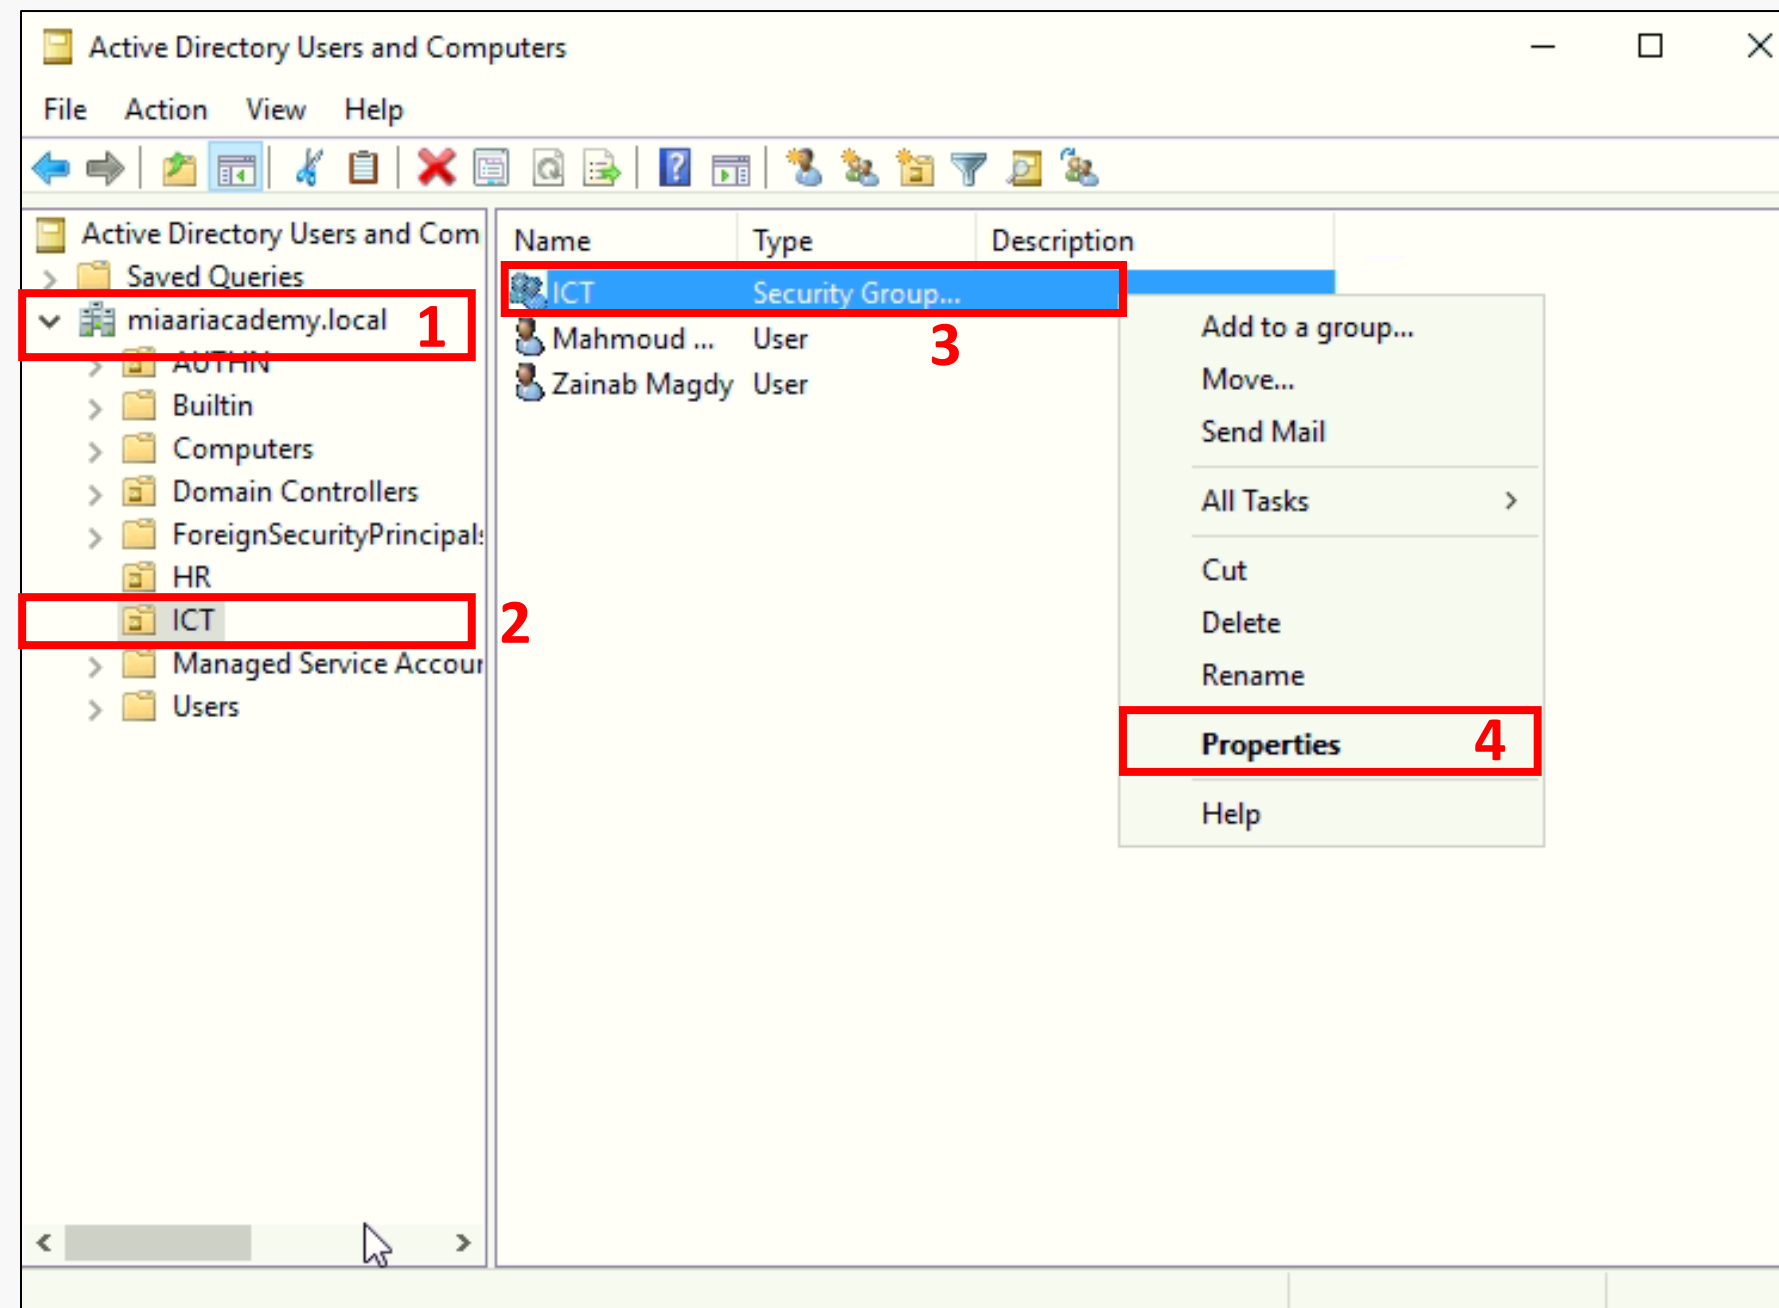 Active Directory Users and Computers
File Action View Help
Active Directory Users and Com
Saved Queries
miaariacademy.local 1
AUTHN
Builtin
Computers
Domain Controllers
ForeignSecurityPrincipals
HR
ICT 2
Managed Service Accour
Users
Name Type Description
ICT Security Group...
3
Mahmoud ... User
Zainab Magdy User
Add to a group...
Move...
Send Mail
All Tasks
Cut
Delete
Rename
Properties 4
Help